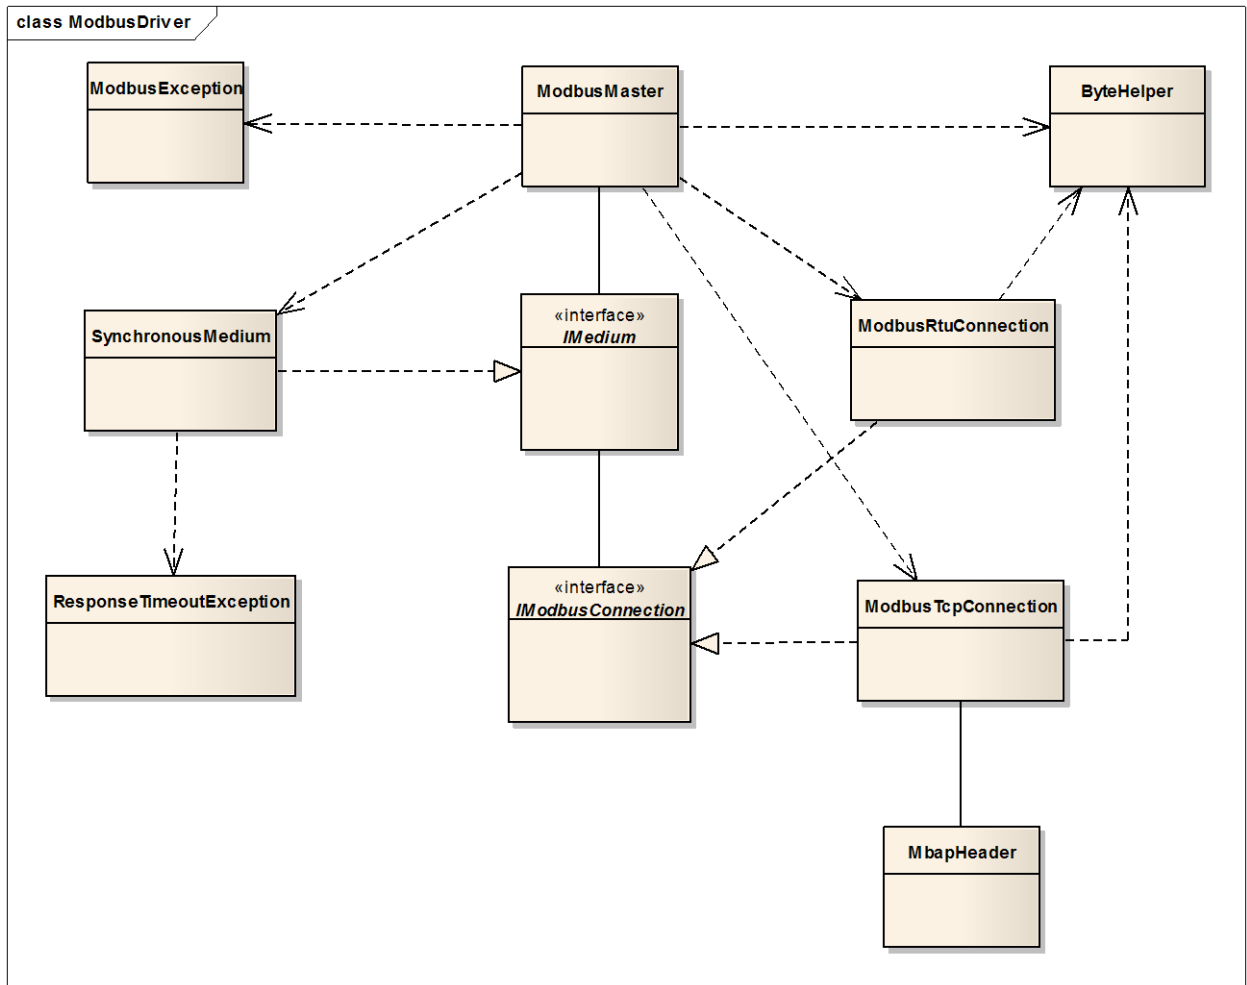 class ModbusDriver
ModbusException
ModbusMaster
ByteHelper
SynchronousMedium
«interface»
IMedium
ModbusRtuConnection
ResponseTimeoutException
«interface»
IModbusConnection
ModbusTcpConnection
MbapHeader